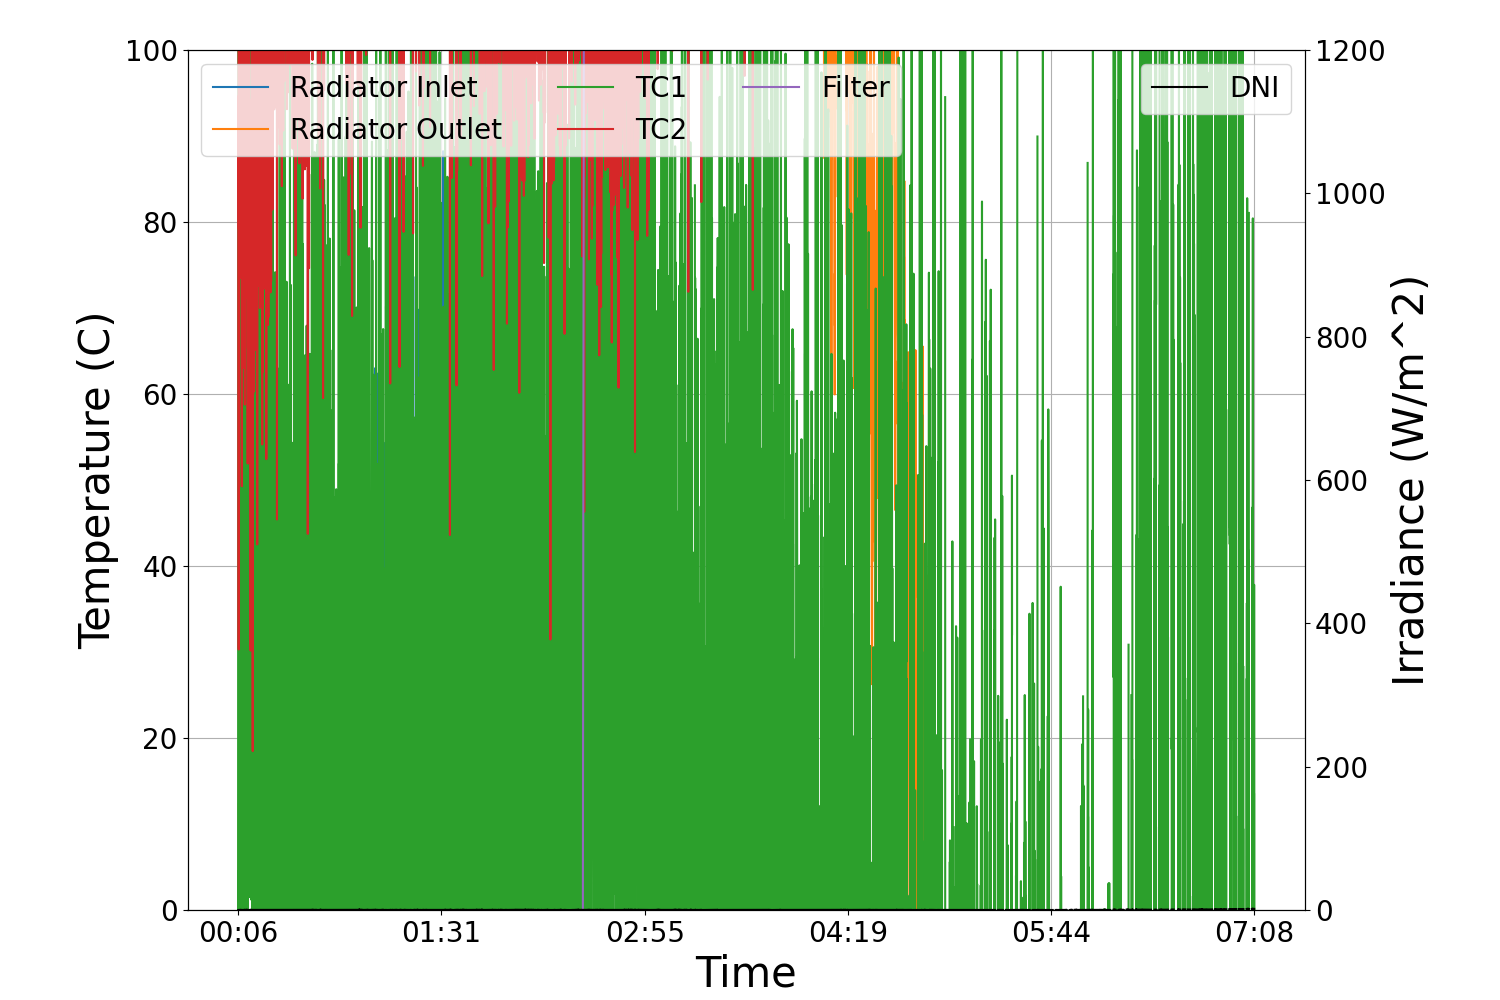 Radiator Inlet
Radiator Outlet
TC1
TC2
Filter
DNI
Temperature (C)
100
80
60
40
20
0
Irradiance (W/m^2)
1200
1000
800
600
400
200
0
00:06 01:31 02:55 04:19 05:44 07:08
Time